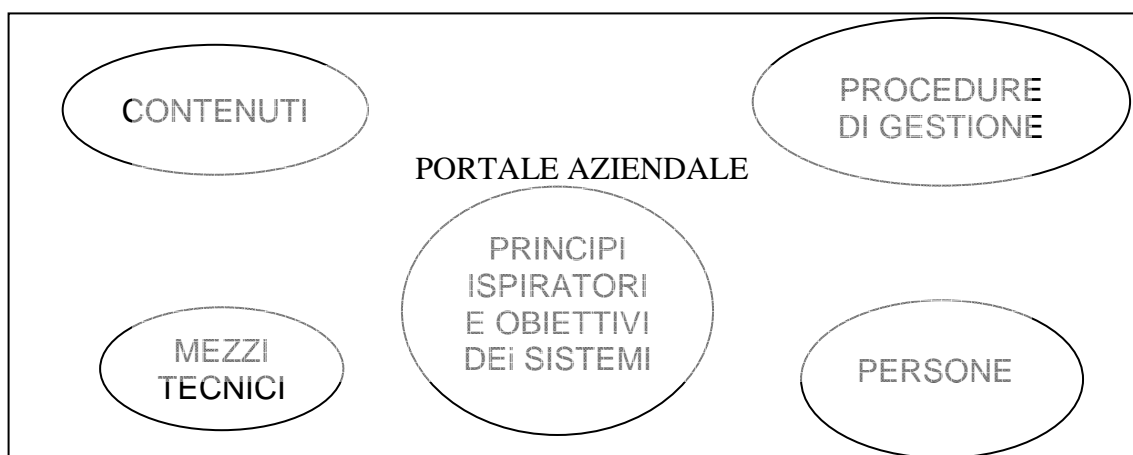 CONTENUTI
PROCEDURE
DI GESTIONE
PORTALE AZIENDALE
PRINCIPI
ISPIRATORI
E OBIETTIVI
DEi SISTEMI
MEZZI
TECNICI
PERSONE